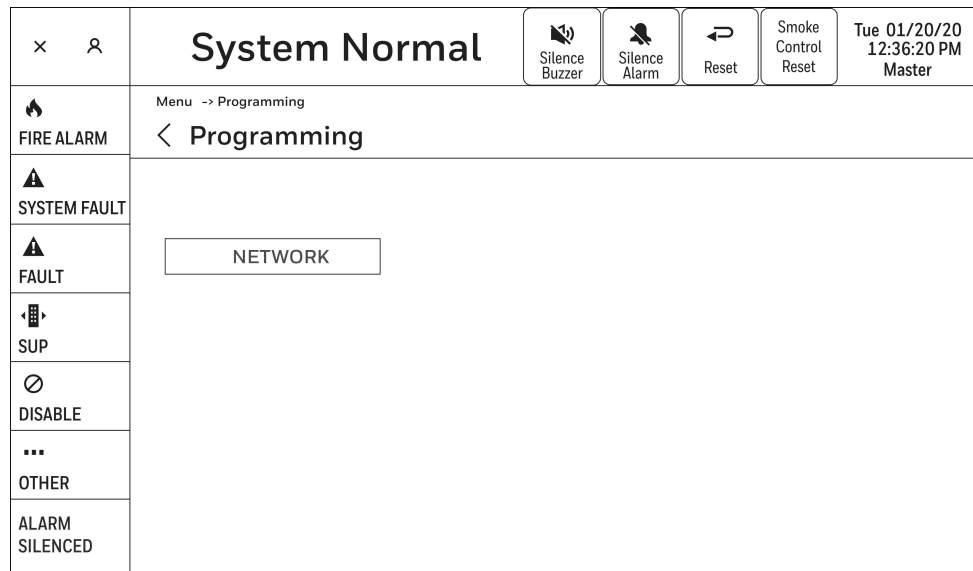 System Normal
Silence
Buzzer
Silence
Alarm
Reset
Smoke
Control
Reset
Tue 01/20/20
12:36:20 PM
Master
FIRE ALARM
SYSTEM FAULT
FAULT
SUP
DISABLE
OTHER
ALARM
SILENCED
Menu -> Programming
Programming
NETWORK